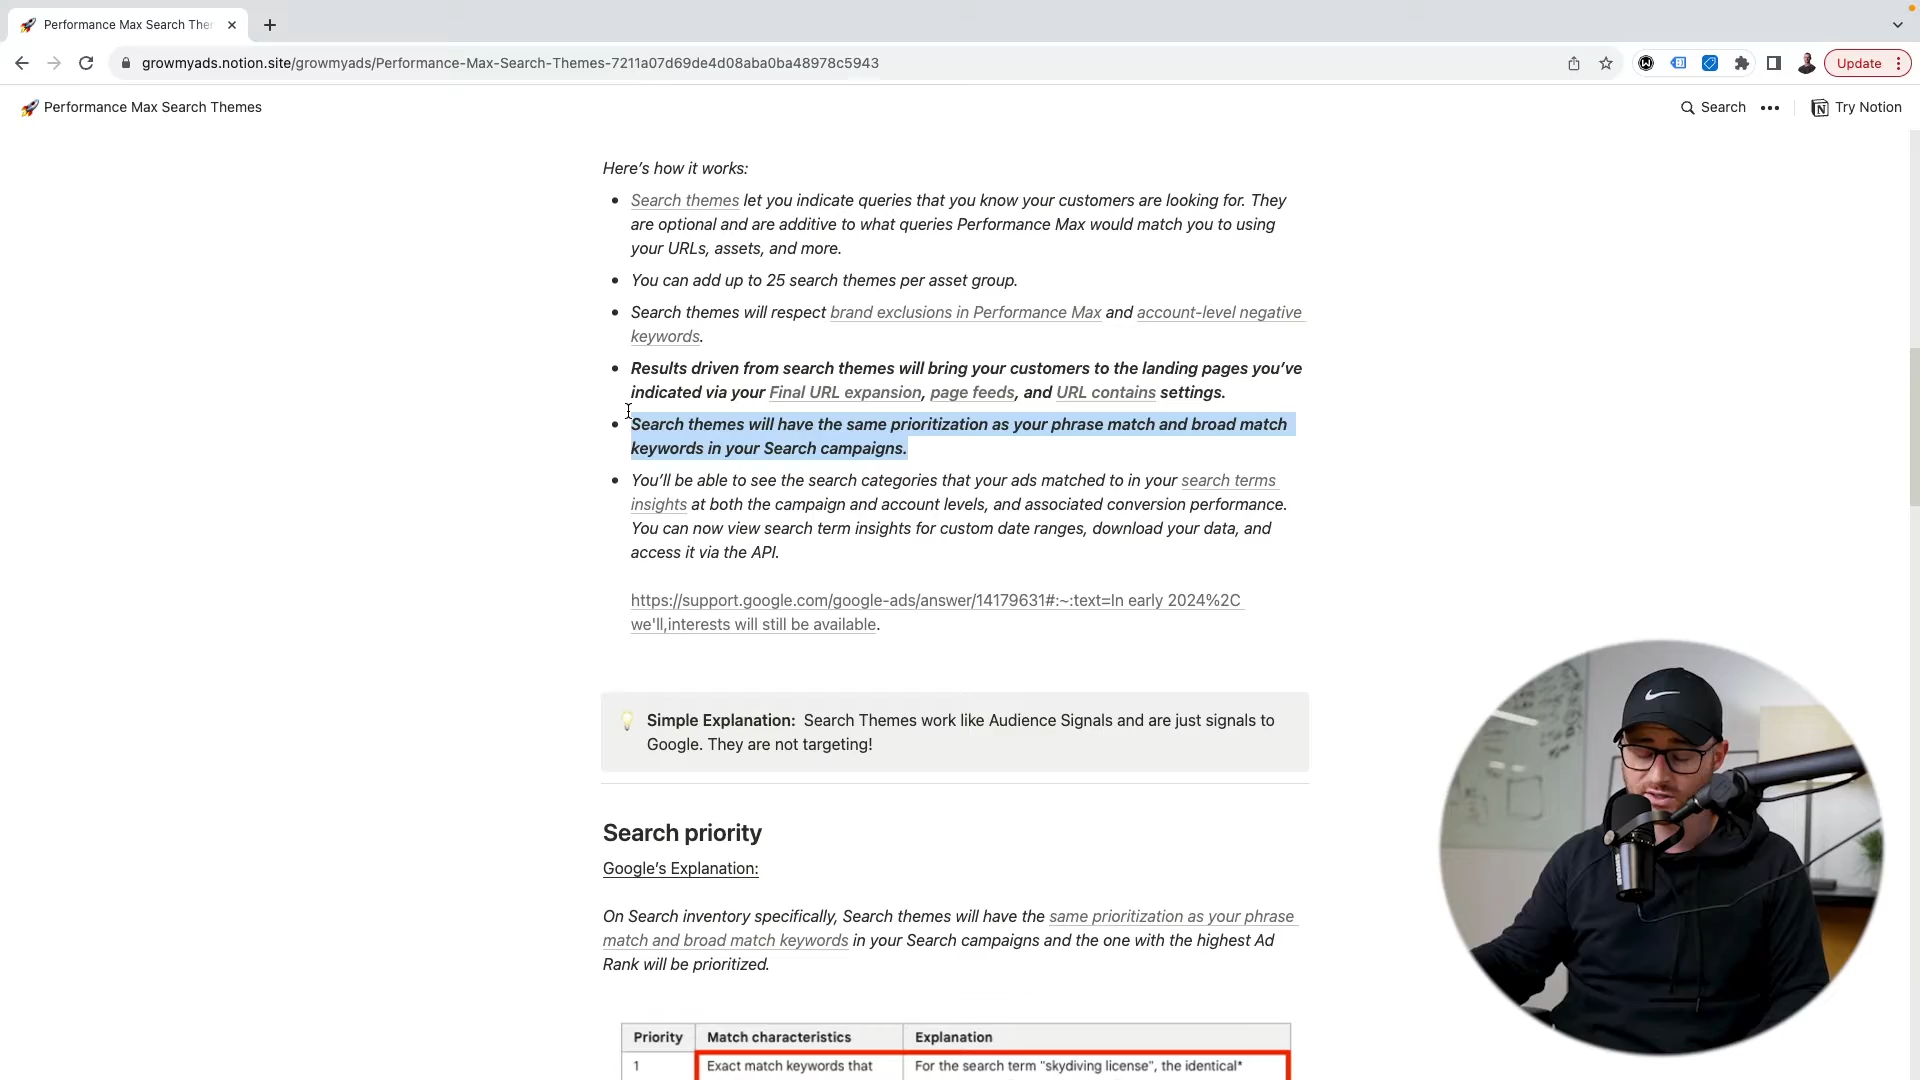 Performance Max Search Ther
growmyads.notion.site/growmyads/Performance-Max-Search-Themes-7211a07d69de4d08aba0ba48978c5943
Update
Performance Max Search Themes
Search
Try Notion
Here’s how it works:
Search themes let you indicate queries that you know your customers are looking for. They
are optional and are additive to what queries Performance Max would match you to using
your URLs, assets, and more.
You can add up to 25 search themes per asset group.
Search themes will respect brand exclusions in Performance Max and account-level negative
keywords.
Results driven from search themes will bring your customers to the landing pages you’ve
indicated via your Final URL expansion, page feeds, and URL contains settings.
Search themes will have the same prioritization as your phrase match and broad match
keywords in your Search campaigns.
You’ll be able to see the search categories that your ads matched to in your search terms
insights at both the campaign and account levels, and associated conversion performance.
You can now view search term insights for custom date ranges, download your data, and
access it via the API.
https://support.google.com/google-ads/answer/14179631#:~:text=In early 2024%2C
we'll,interests will still be available.
Simple Explanation: Search Themes work like Audience Signals and are just signals to
Google. They are not targeting!
Search priority
Google’s Explanation:
On Search inventory specifically, Search themes will have the same prioritization as your phrase
match and broad match keywords in your Search campaigns and the one with the highest Ad
Rank will be prioritized.
Priority Match characteristics Explanation
1 Exact match keywords that For the search term "skydiving license", the identical*